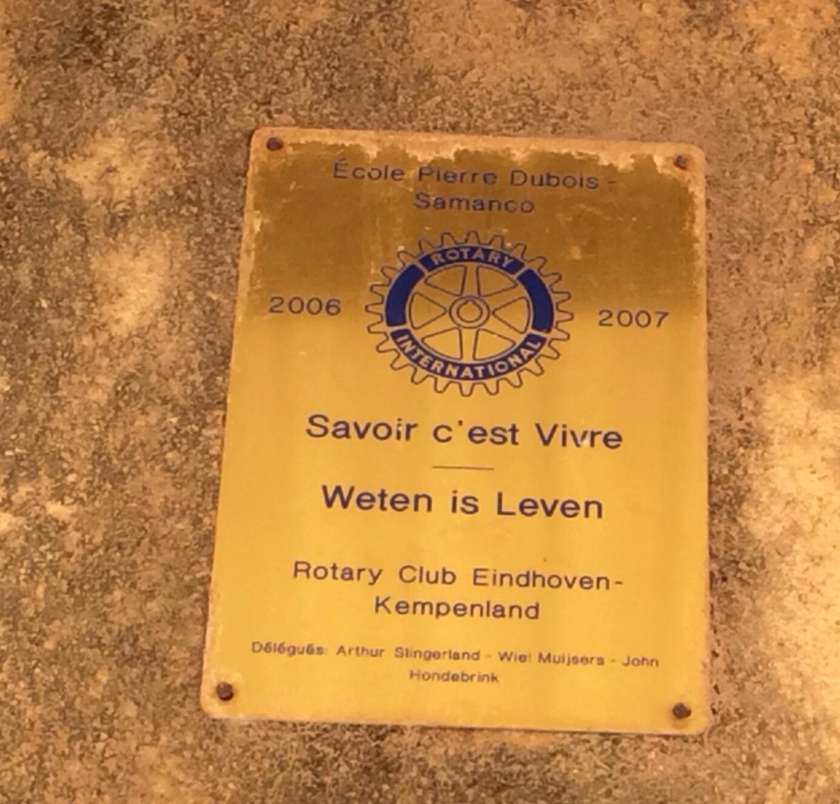 École Pierre Dubois -
Samanco
ROTARY
2006
2007
INTERNATIONAL
Savoir c'est Vivre
Weten is Leven
Rotary Club Eindhoven-
Kempenland
Délégués: Arthur Slingerland - Wiel Muijsers - John
Hondebrink